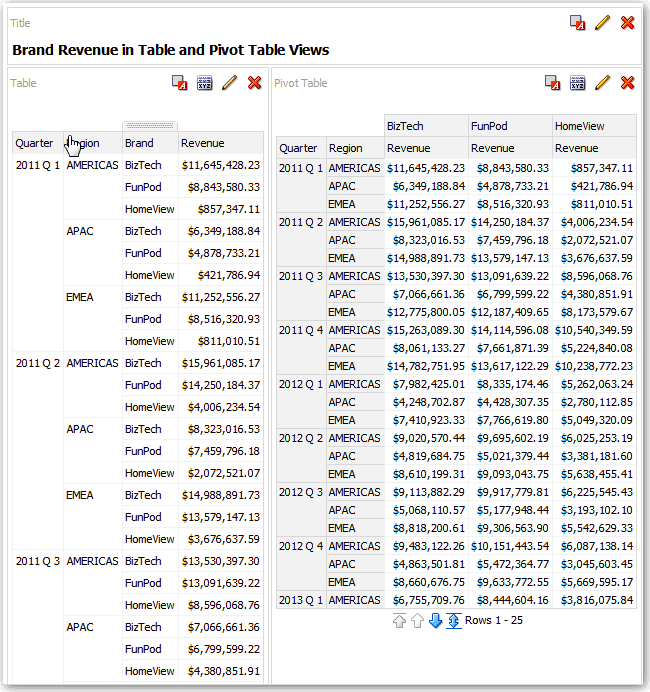 Title
Brand Revenue in Table and Pivot Table Views
Table
Quarter Region Brand Revenue
2011 Q 1 AMERICAS BizTech $11,645,428.23
FunPod $8,843,580.33
HomeView $857,347.11
APAC BizTech $6,349,188.84
FunPod $4,878,733.21
HomeView $421,786.94
EMEA BizTech $11,252,556.27
FunPod $8,516,320.93
HomeView $811,010.51
2011 Q 2 AMERICAS BizTech $15,961,085.17
FunPod $14,250,184.37
HomeView $4,006,234.54
APAC BizTech $8,323,016.53
FunPod $7,459,796.18
HomeView $2,072,521.07
EMEA BizTech $14,988,891.73
FunPod $13,579,147.13
HomeView $3,676,637.59
2011 Q 3 AMERICAS BizTech $13,530,397.30
FunPod $13,091,639.22
HomeView $8,596,068.76
APAC BizTech $7,066,661.36
FunPod $6,799,599.22
HomeView $4,380,851.91
Pivot Table
BizTech FunPod HomeView
Quarter Region Revenue Revenue Revenue
2011 Q 1 AMERICAS $11,645,428.23 $8,843,580.33 $857,347.11
APAC $6,349,188.84 $4,878,733.21 $421,786.94
EMEA $11,252,556.27 $8,516,320.93 $811,010.51
2011 Q 2 AMERICAS $15,961,085.17 $14,250,184.37 $4,006,234.54
APAC $8,323,016.53 $7,459,796.18 $2,072,521.07
EMEA $14,988,891.73 $13,579,147.13 $3,676,637.59
2011 Q 3 AMERICAS $13,530,397.30 $13,091,639.22 $8,596,068.76
APAC $7,066,661.36 $6,799,599.22 $4,380,851.91
EMEA $12,775,800.05 $12,187,409.65 $8,173,579.67
2011 Q 4 AMERICAS $15,263,089.30 $14,114,596.08 $10,540,349.59
APAC $8,061,133.27 $7,661,871.39 $5,224,840.08
EMEA $14,782,751.95 $13,617,122.29 $10,238,772.23
2012 Q 1 AMERICAS $7,982,425.01 $8,335,174.46 $5,262,063.24
APAC $4,248,702.87 $4,428,307.35 $2,780,112.85
EMEA $7,410,923.33 $7,766,619.80 $5,049,320.09
2012 Q 2 AMERICAS $9,020,570.44 $9,695,602.19 $6,025,253.19
APAC $4,819,684.75 $5,021,379.44 $3,381,181.60
EMEA $8,610,199.31 $9,093,043.75 $5,638,455.41
2012 Q 3 AMERICAS $9,113,882.29 $9,917,779.81 $6,225,545.43
APAC $5,068,110.57 $5,177,948.44 $3,193,102.10
EMEA $8,818,200.61 $9,306,563.90 $5,542,629.33
2012 Q 4 AMERICAS $9,483,122.26 $10,151,443.54 $6,087,138.14
APAC $4,863,501.81 $5,472,364.77 $3,045,603.45
EMEA $8,660,676.75 $9,633,772.55 $5,669,595.17
2013 Q 1 AMERICAS $6,755,709.76 $8,444,604.16 $3,816,075.84
Rows 1 - 25